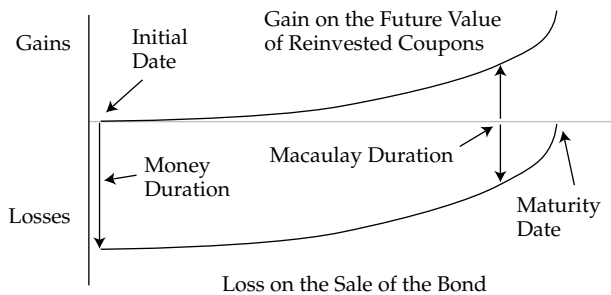 Gains
Initial
Date
Gain on the Future Value
of Reinvested Coupons
Money
Duration
Macaulay Duration
Losses
Maturity
Date
Loss on the Sale of the Bond